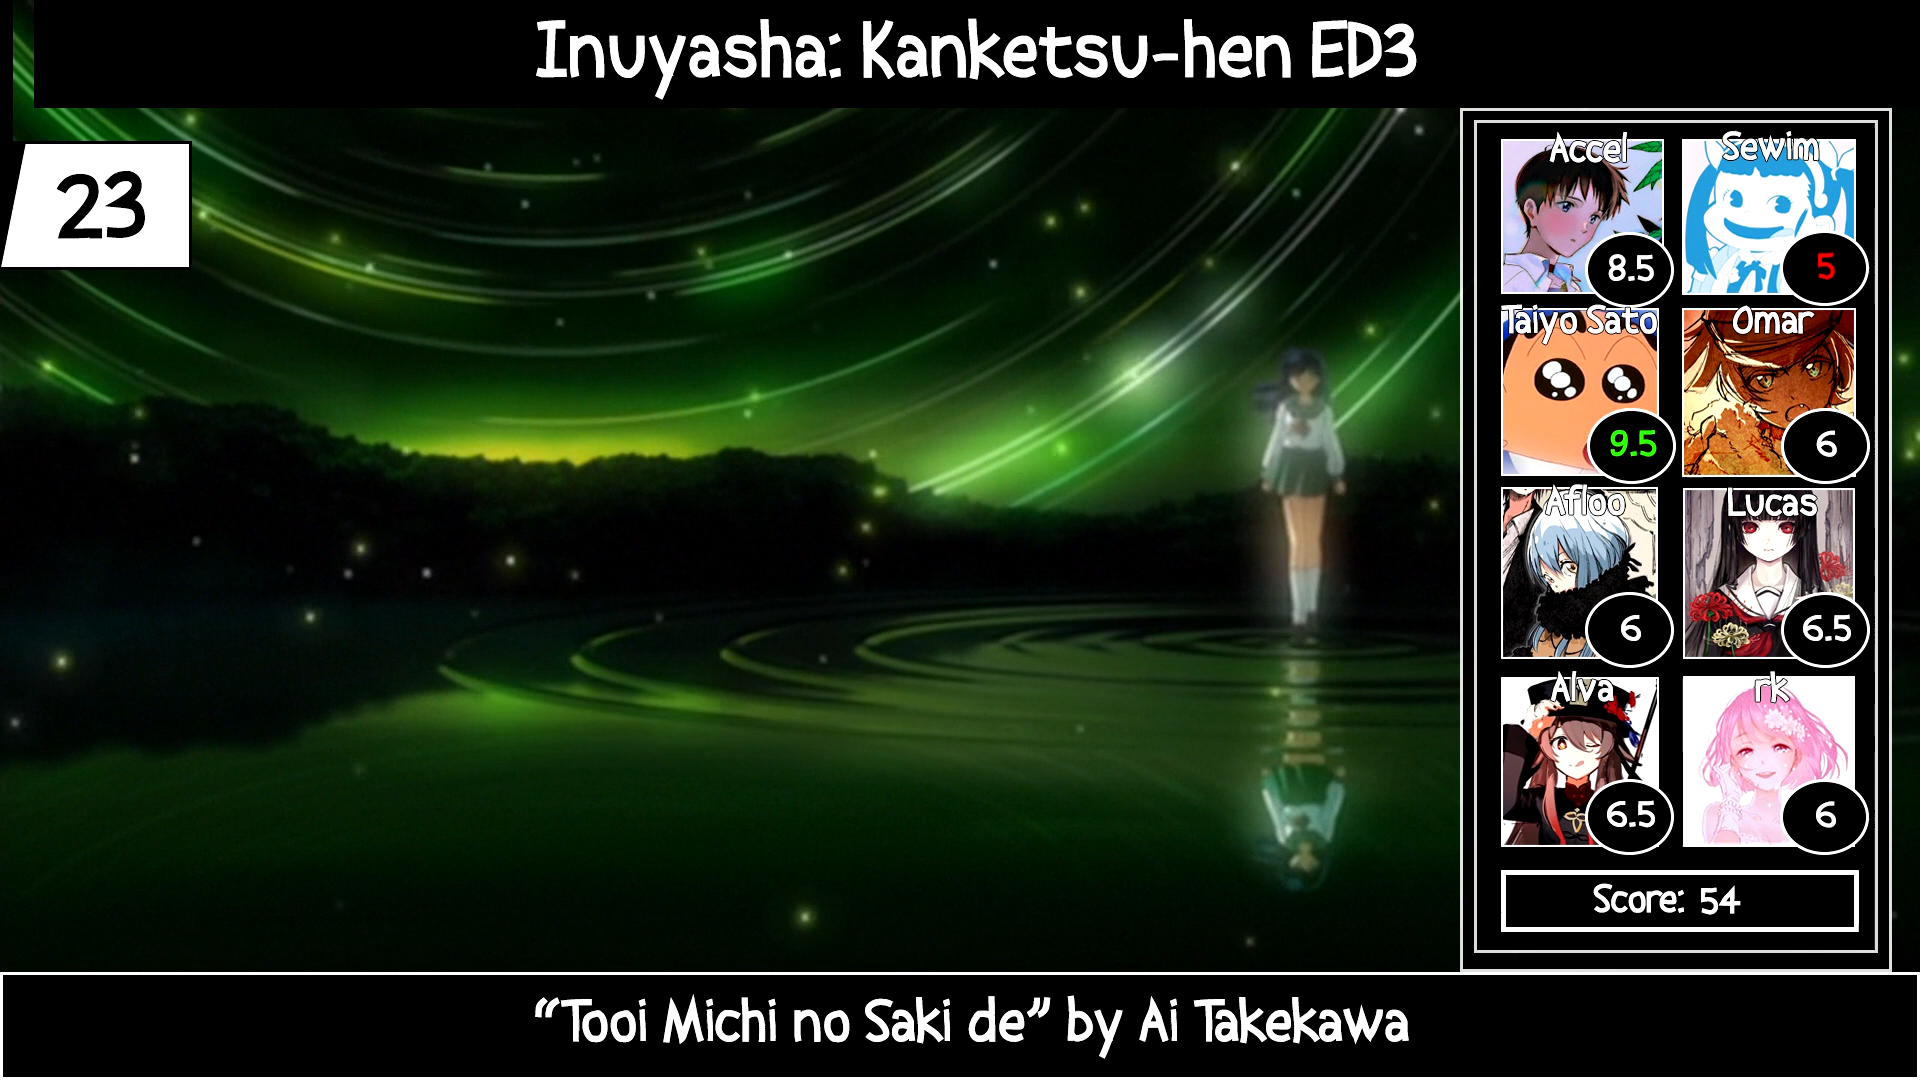 Inuyasha: Kanketsu-hen ED3
23
Accel
8.5
Sewim
5
Taiyo Sato
9.5
Omar
6
Afloo
6
Lucas
6.5
Alva
6.5
rk
6
Score: 54
“Tooi Michi no Saki de” by Ai Takekawa